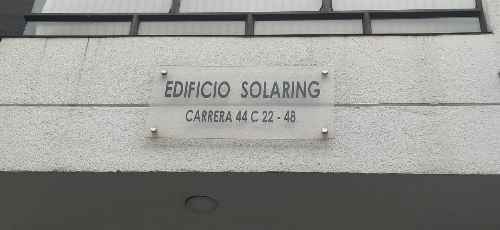 EDIFICIO SOLARING
CARRERA 44 C 22 - 48